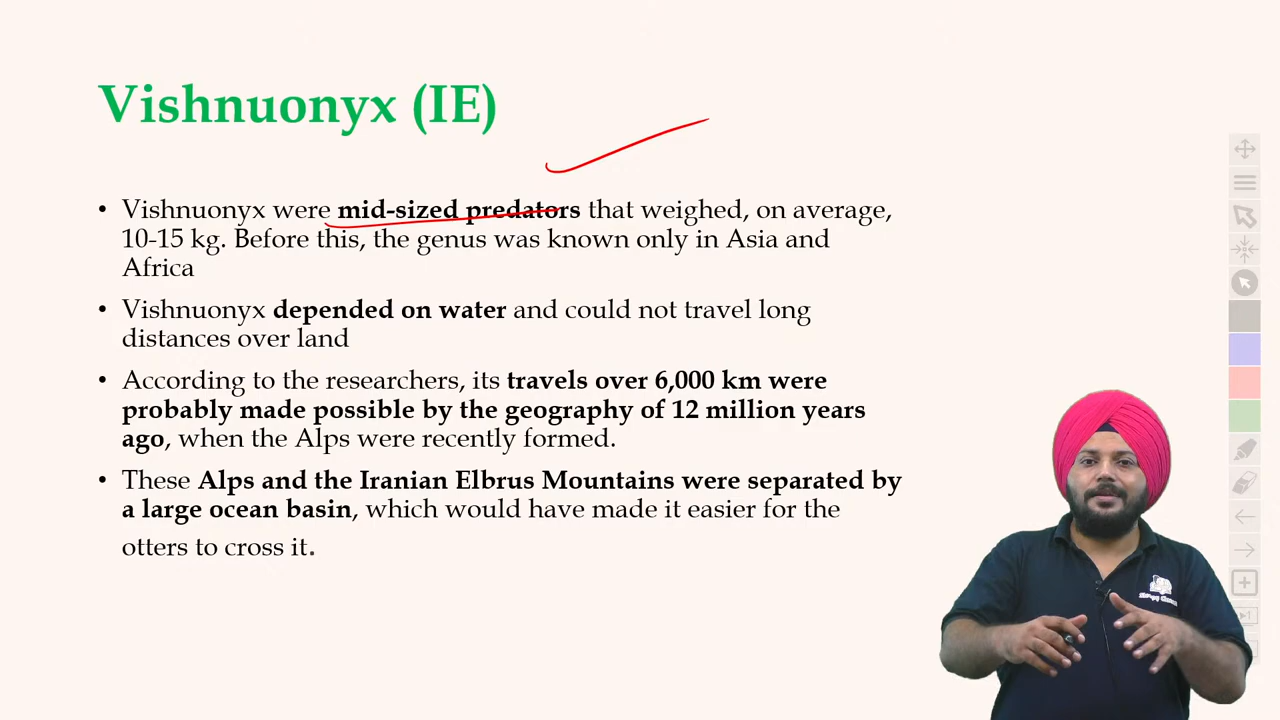 Vishnuonyx (IE)
• Vishnuonyx were mid-sized predators that weighed, on average,
10-15 kg. Before this, the genus was known only in Asia and
Africa
• Vishnuonyx depended on water and could not travel long
distances over land
• According to the researchers, its travels over 6,000 km were
probably made possible by the geography of 12 million years
ago, when the Alps were recently formed.
• These Alps and the Iranian Elbrus Mountains were separated by
a large ocean basin, which would have made it easier for the
otters to cross it.